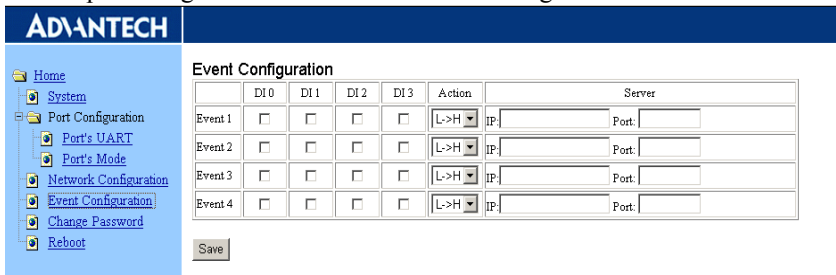 ADVANTECH
Home
System
Port Configuration
Port's UART
Port's Mode
Network Configuration
Event Configuration
Change Password
Reboot
Event Configuration
DI 0 DI 1 DI 2 DI 3 Action Server
Event 1 L->H IP: Port:
Event 2 L->H IP: Port:
Event 3 L->H IP: Port:
Event 4 L->H IP: Port:
Save